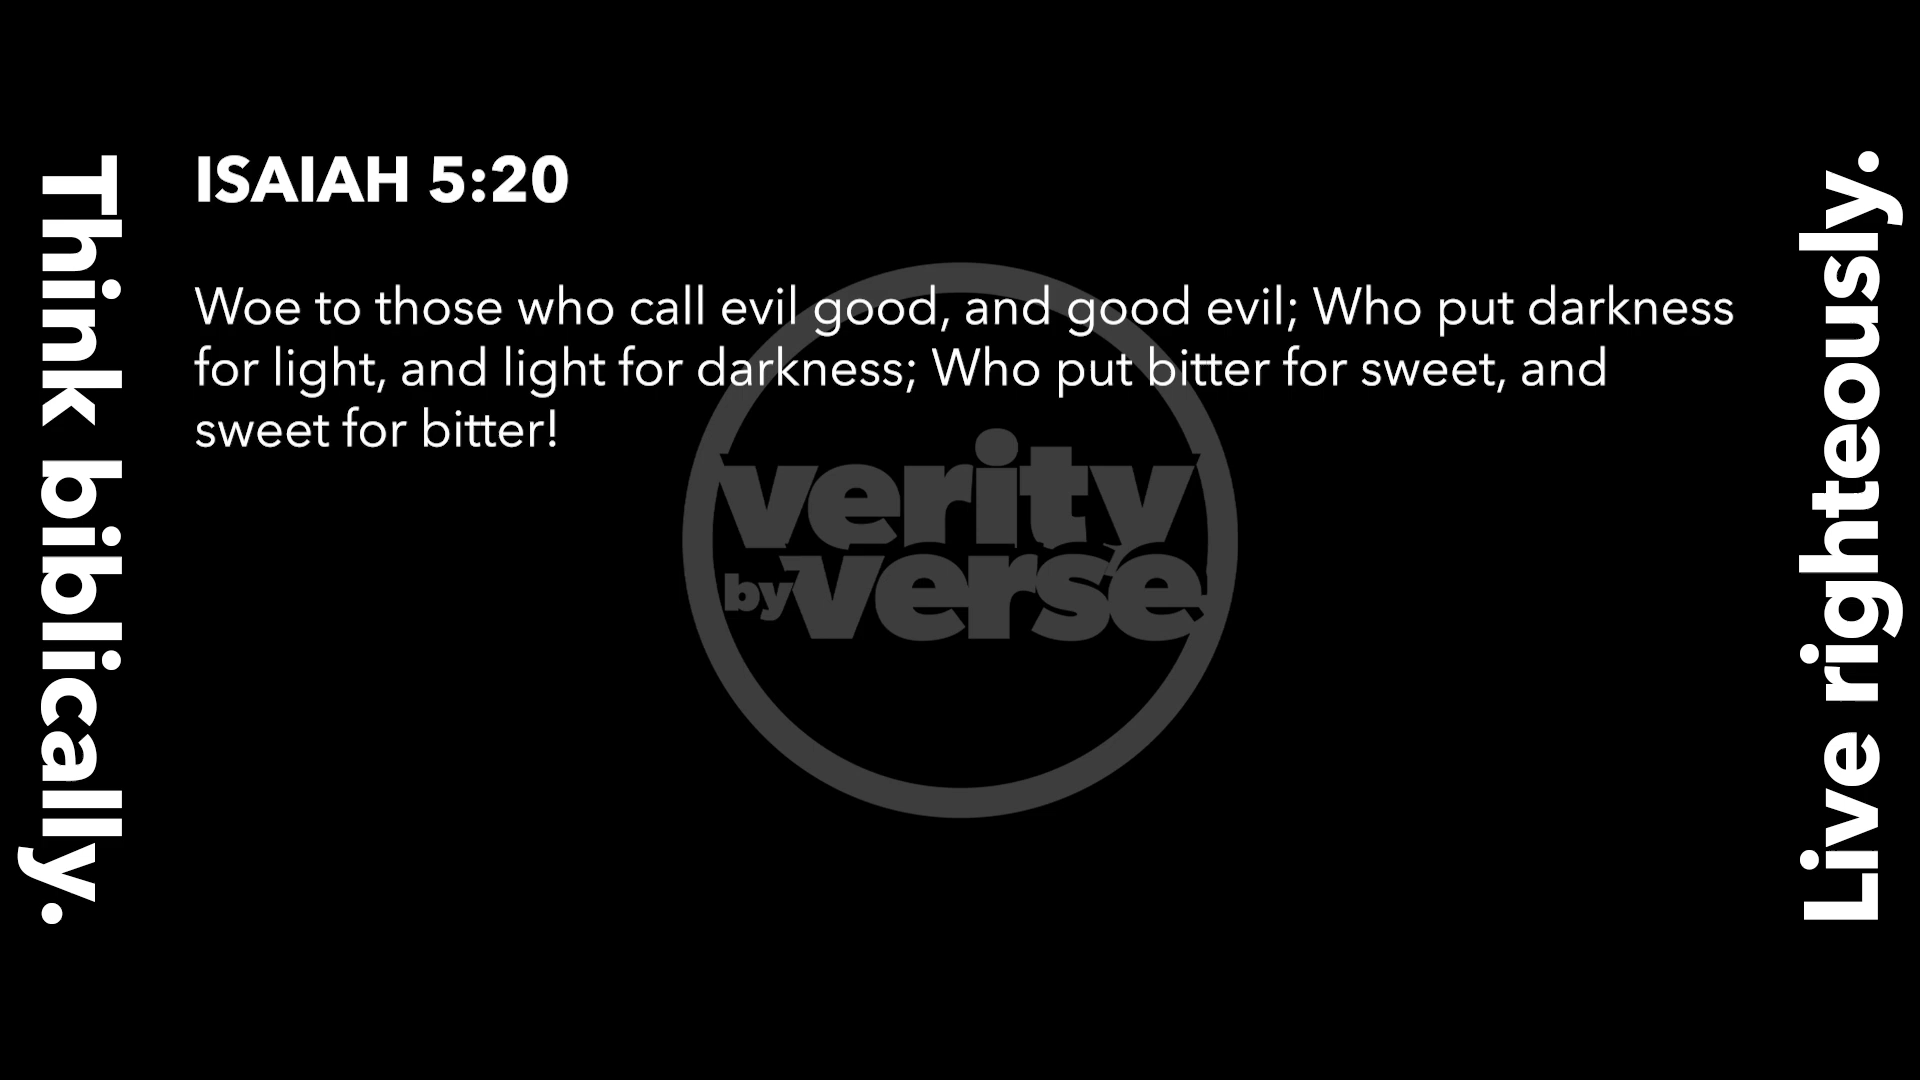 Think biblically.
ISAIAH 5:20
Woe to those who call evil good, and good evil; Who put darkness
for light, and light for darkness; Who put bitter for sweet, and
sweet for bitter!
verity
by verse
Live righteously.